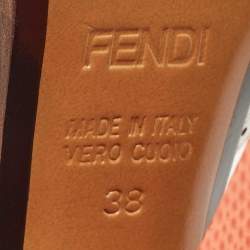 FENDI
MADE IN ITALY
VERO CUOIO
38